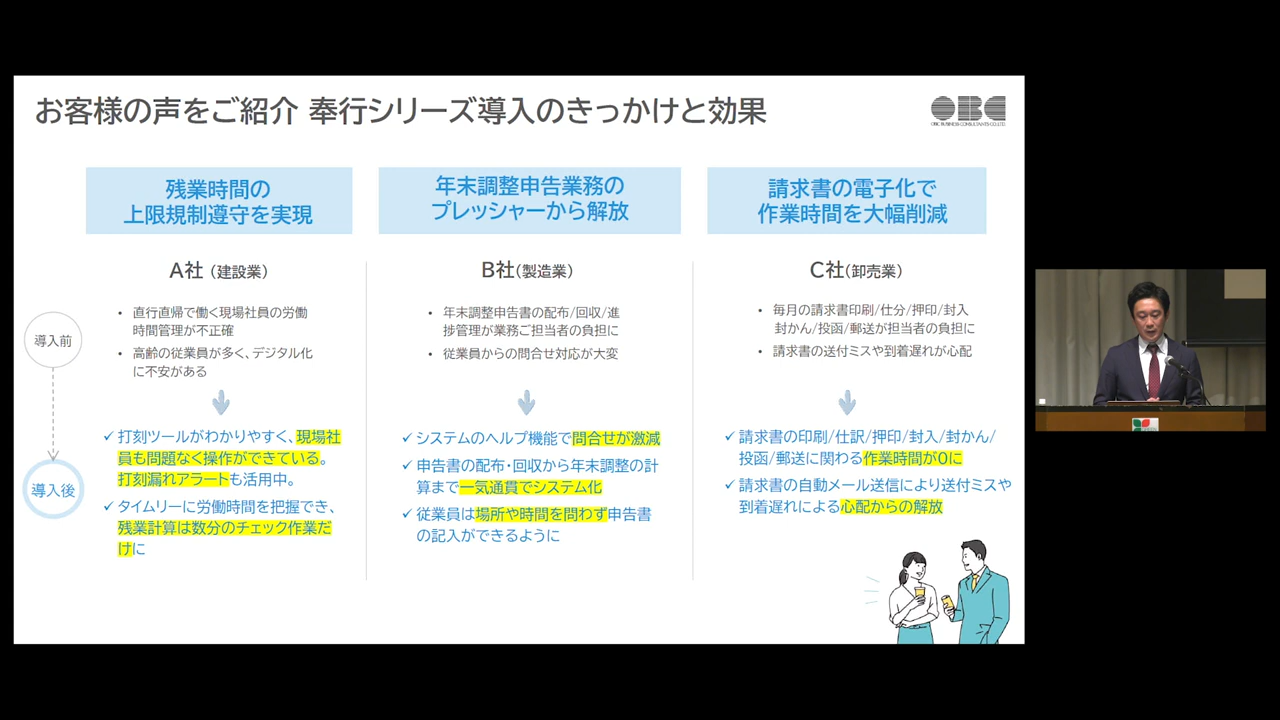 お客様の声をご紹介 奉行シリーズ導入のきっかけと効果
OBC
OBIC BUSINESS CONSULTANTS CO.,LTD.
残業時間の
上限規制遵守を実現
年末調整申告業務の
プレッシャーから解放
請求書の電子化で
作業時間を大幅削減
A社（建設業）
B社（製造業）
C社（卸売業）
導入前
• 直行直帰で働く現場社員の労働
時間管理が不正確
• 高齢の従業員が多く、デジタル化
に不安がある
• 年末調整申告書の配布/回収/進
捗管理が業務ご担当者の負担に
• 従業員からの問合せ対応が大変
• 毎月の請求書印刷/仕分/押印/封入
封かん/投函/郵送が担当者の負担に
• 請求書の送付ミスや到着遅れが心配
導入後
✓ 打刻ツールがわかりやすく、現場社
員も問題なく操作ができている。
打刻漏れアラートも活用中。
✓ タイムリーに労働時間を把握でき、
残業計算は数分のチェック作業だ
けに
✓ システムのヘルプ機能で問合せが激減
✓ 申告書の配布・回収から年末調整の計
算まで一気通貫でシステム化
✓ 従業員は場所や時間を問わず申告書
の記入ができるように
✓ 請求書の印刷/仕訳/押印/封入/封かん/
投函/郵送に関わる作業時間が0に
✓ 請求書の自動メール送信により送付ミスや
到着遅れによる心配からの解放